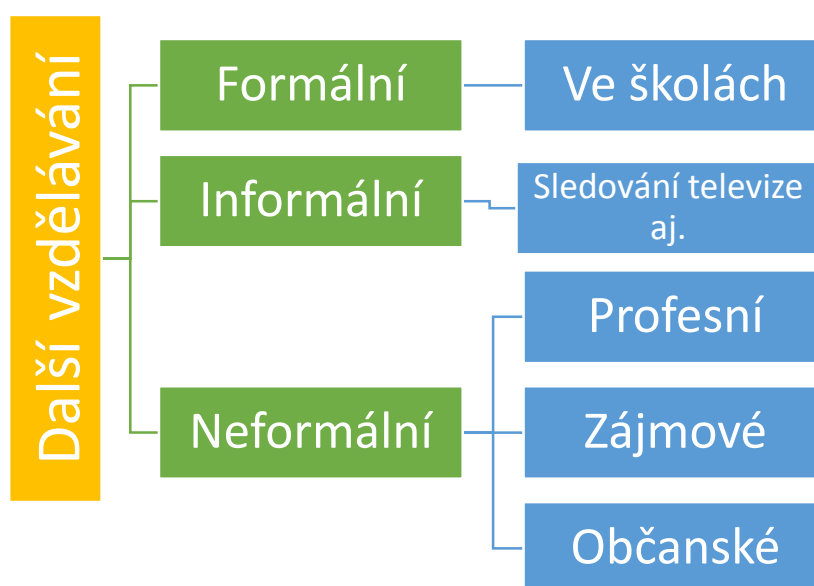 Další vzdělávání
Formální
Ve školách
Informální
Sledování televize
aj.
Neformální
Profesní
Zájmové
Občanské